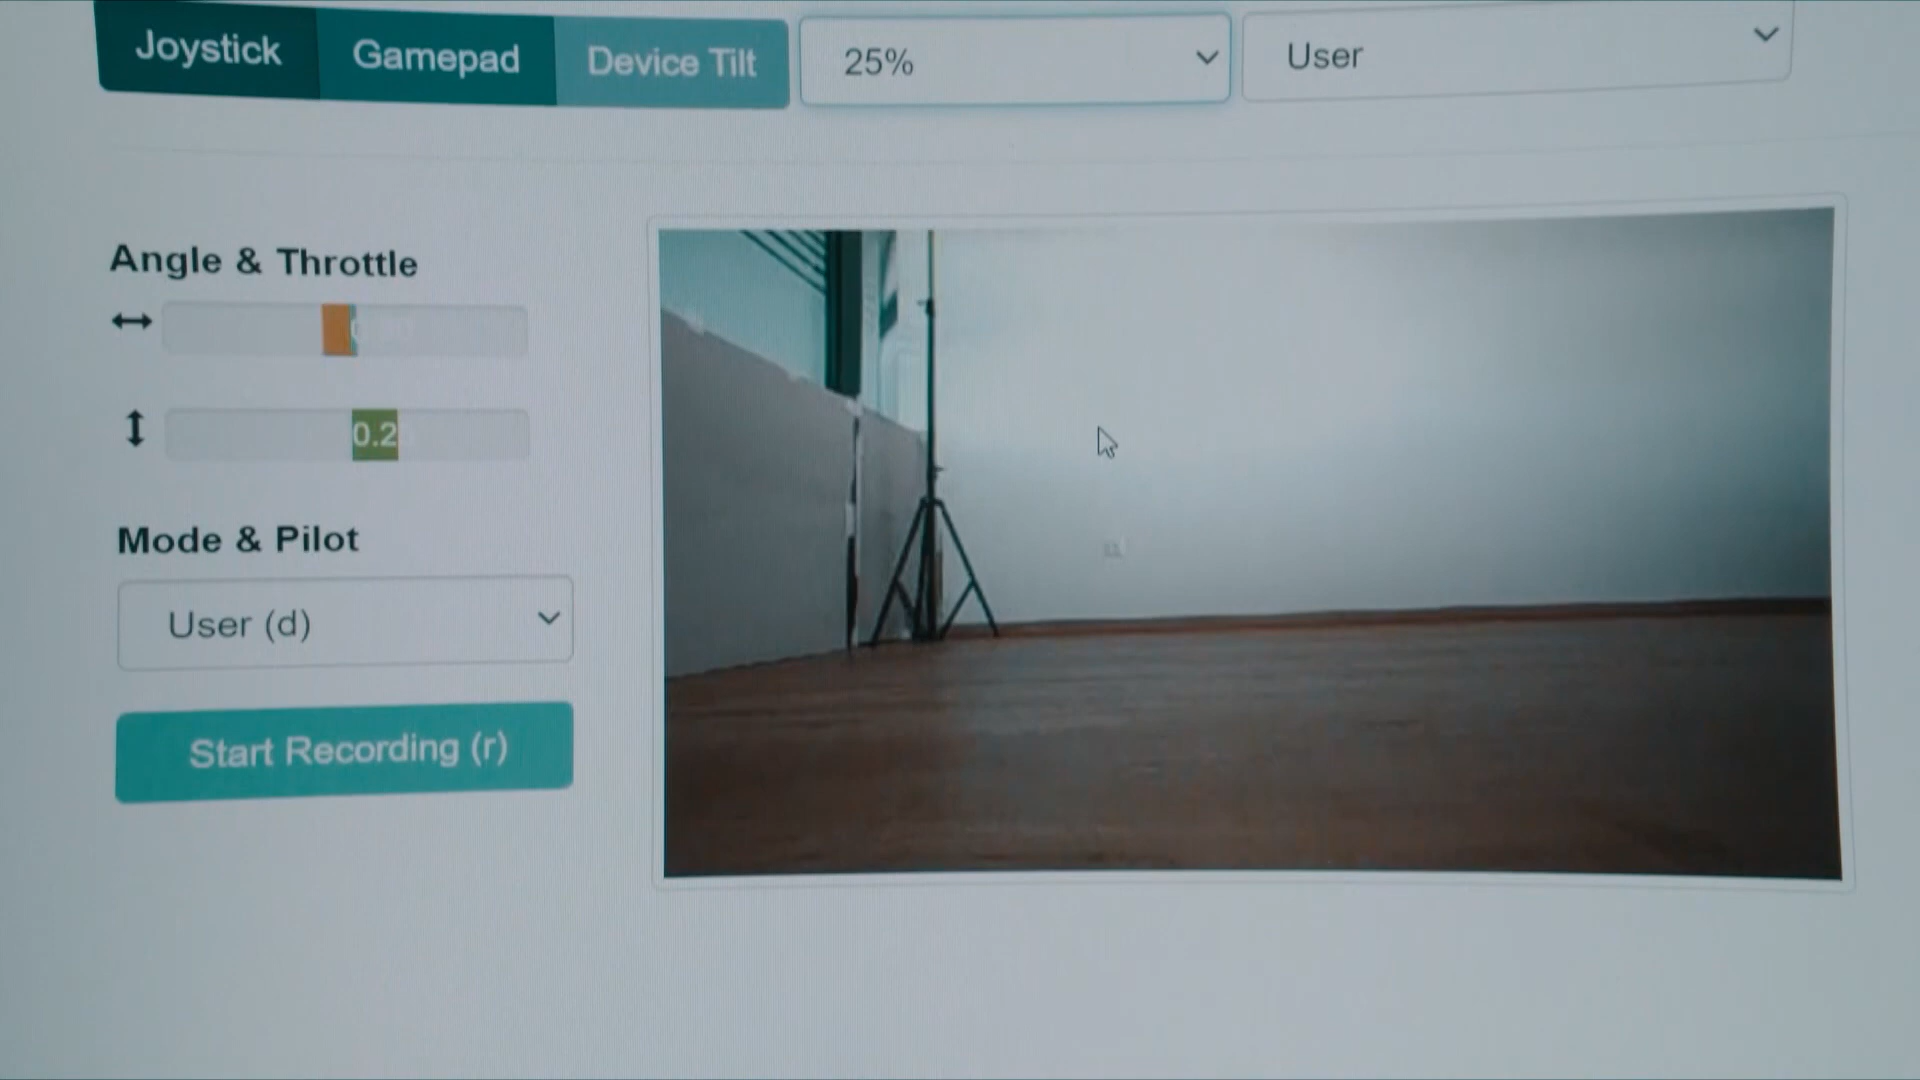 Joystick Gamepad Device Tilt 25% User
Angle & Throttle
0.2
Mode & Pilot
User (d)
Start Recording (r)